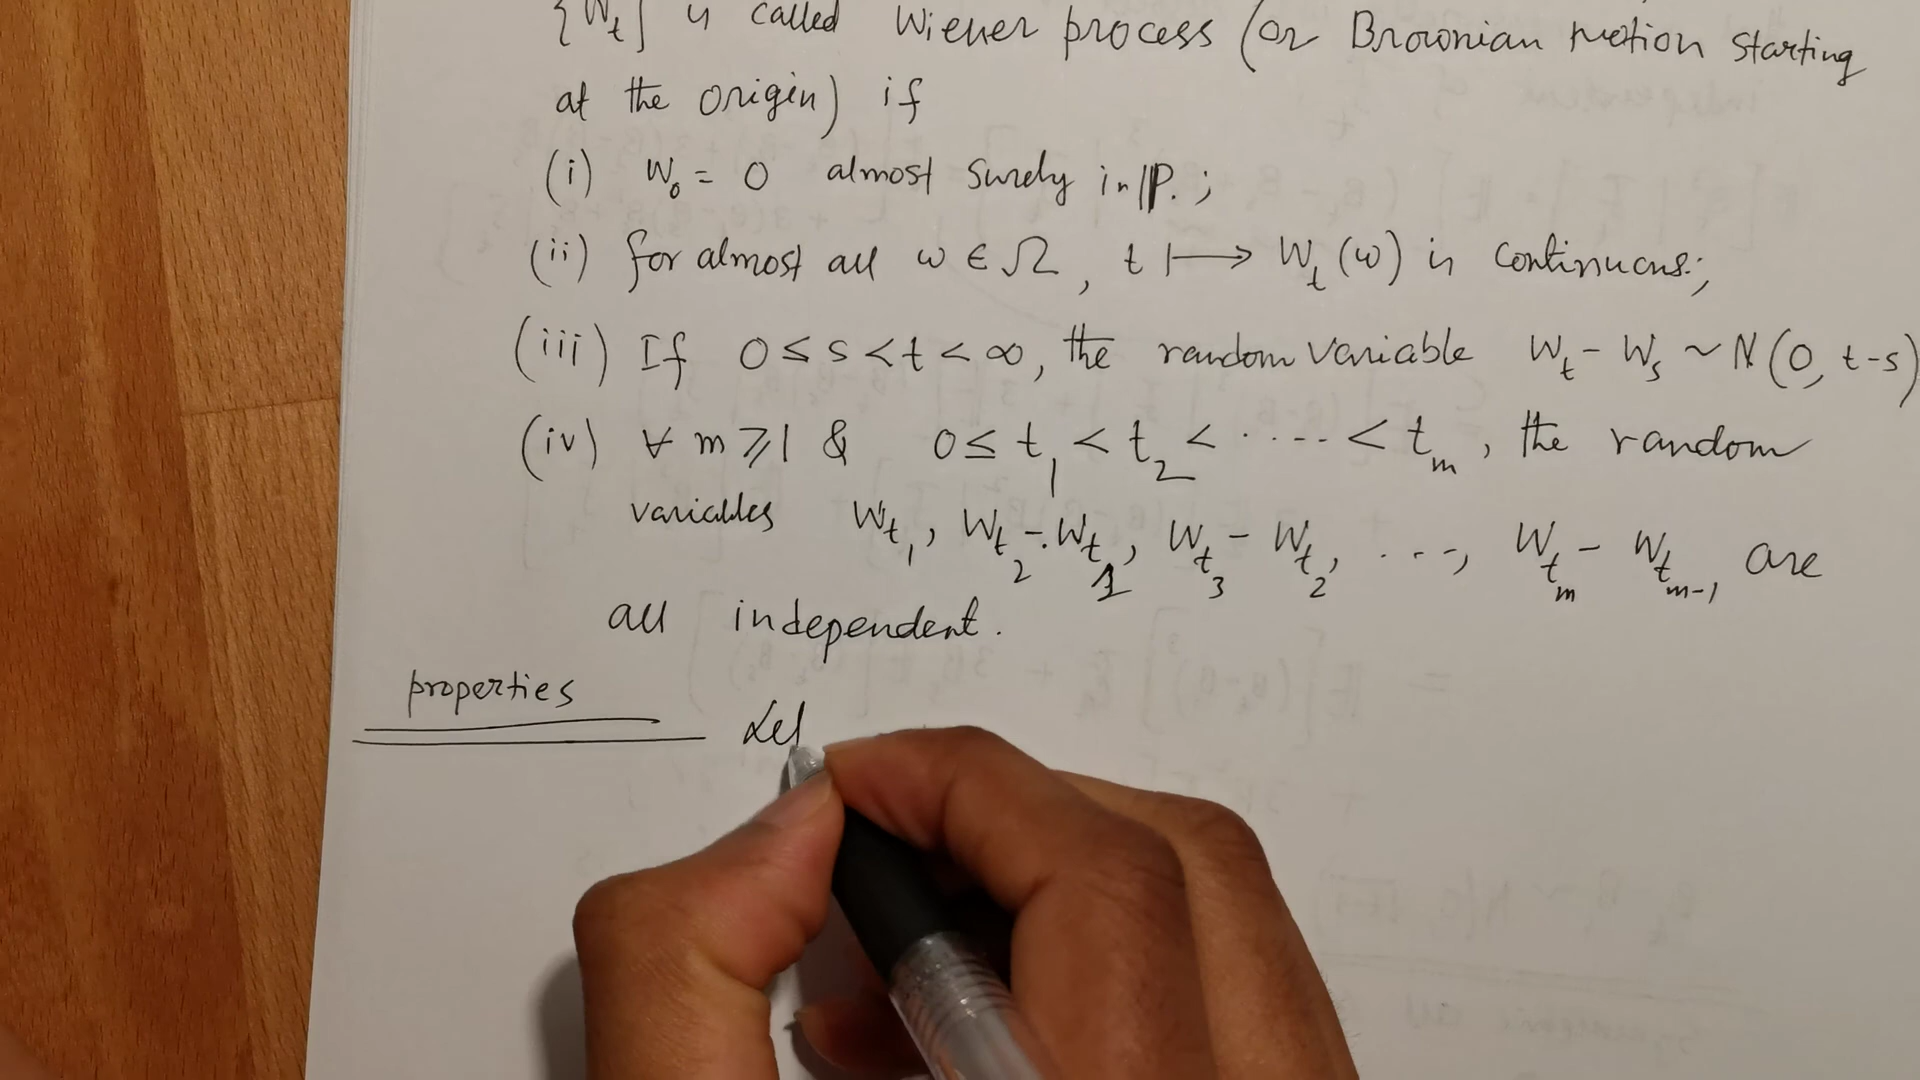 {W_t} is called Wiener process (or Brownian motion starting
at the origin) if
(i) W_0 = 0 almost surely in ℙ. ;
(ii) for almost all ω ∈ Ω, t ↦ W_t(ω) is continuous;
(iii) If 0 ≤ s < t < ∞, the random variable W_t - W_s ~ N(0, t-s)
(iv) ∀ m ≥ 1 & 0 ≤ t_1 < t_2 < ..... < t_m, the random
variables W_{t_1}, W_{t_2} - W_{t_1}, W_{t_3} - W_{t_2}, ..., W_{t_m} - W_{t_{m-1}} are
all independent.
properties
Let